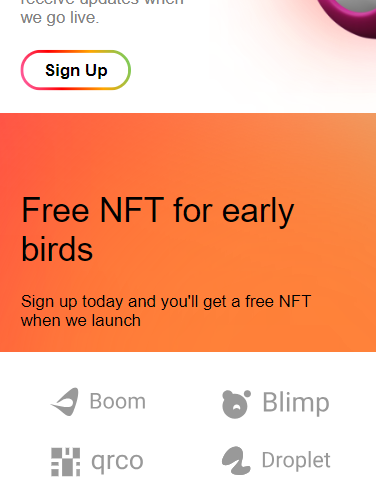 receive updates when
we go live.
Sign Up
Free NFT for early
birds
Sign up today and you'll get a free NFT
when we launch
Boom
Blimp
qrco
Droplet